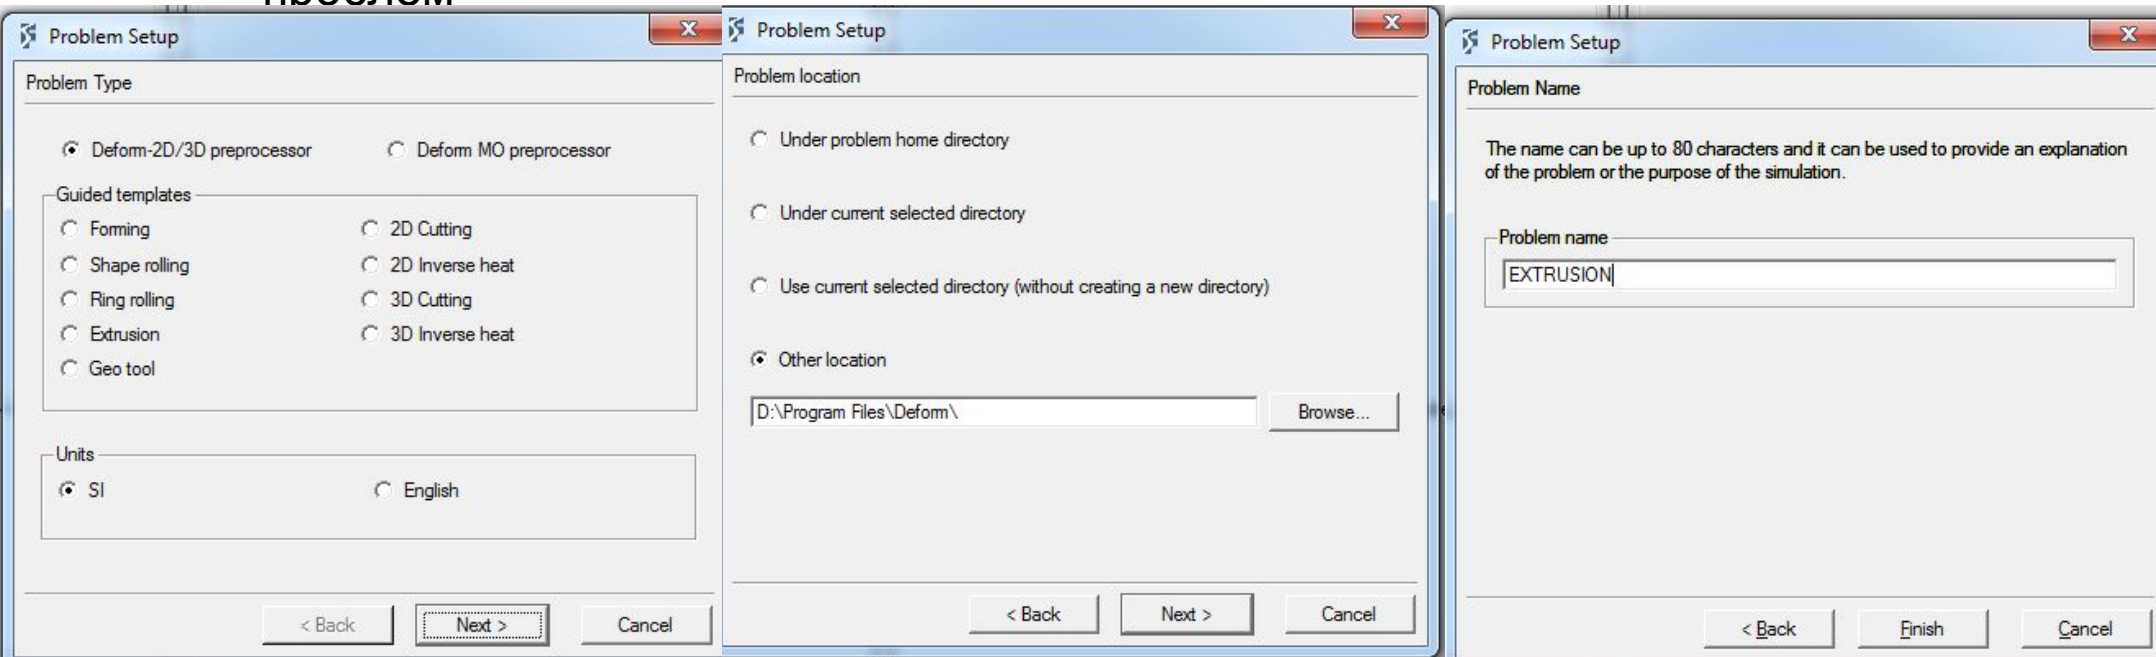 Problem Setup
Problem Type
Deform-2D/3D preprocessor
Deform MO preprocessor
Guided templates
Forming
2D Cutting
Shape rolling
2D Inverse heat
Ring rolling
3D Cutting
Extrusion
3D Inverse heat
Geo tool
Units
SI
English
< Back
Next >
Cancel
Problem Setup
Problem location
Under problem home directory
Under current selected directory
Use current selected directory (without creating a new directory)
Other location
D:\Program Files\Deform\
Browse...
< Back
Next >
Cancel
Problem Setup
Problem Name
The name can be up to 80 characters and it can be used to provide an explanation
of the problem or the purpose of the simulation.
Problem name
EXTRUSION
< Back
Finish
Cancel